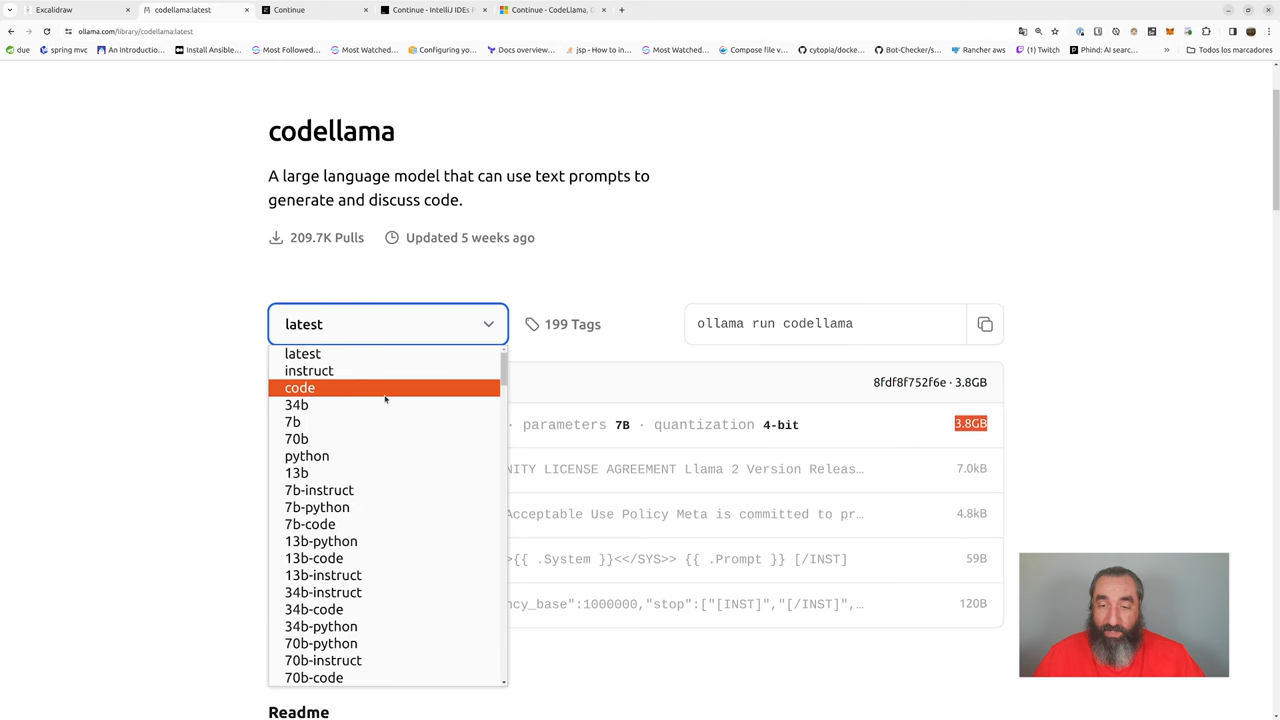 Excalidraw
codellama:latest
Continue
Continue - IntelliJ IDEs P
Continue - CodeLlama, C
ollama.com/library/codellama:latest
due
spring mvc
An Introductio...
Install Ansible...
Most Followed...
Most Watched...
Configuring yo...
Docs overview...
jsp - How to in...
Most Watched...
Compose file v...
cytopia/docke...
Bot-Checker/s...
Rancher aws
(1) Twitch
Phind: AI searc...
»
Todos los marcadores
codellama
A large language model that can use text prompts to
generate and discuss code.
209.7K Pulls
Updated 5 weeks ago
latest
199 Tags
ollama run codellama
latest
instruct
code
34b
7b
70b
python
13b
7b-instruct
7b-python
7b-code
13b-python
13b-code
13b-instruct
34b-instruct
34b-code
34b-python
70b-python
70b-instruct
70b-code
8fdf8f752f6e · 3.8GB
· parameters 7B · quantization 4-bit
3.8GB
NITY LICENSE AGREEMENT Llama 2 Version Releas…
7.0kB
Acceptable Use Policy Meta is committed to pr…
4.8kB
>{{ .System }}<</SYS>> {{ .Prompt }} [/INST]
59B
ncy_base":1000000,"stop":["[INST]","[/INST]",…
120B
Readme